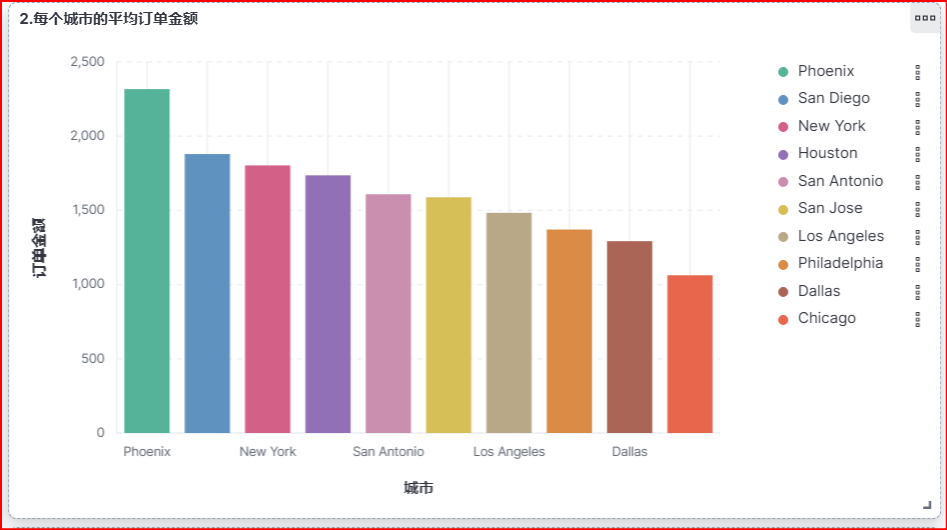 2.每个城市的平均订单金额
2,500
2,000
1,500
1,000
500
0
订单金额
Phoenix
New York
San Antonio
Los Angeles
Dallas
城市
Phoenix
San Diego
New York
Houston
San Antonio
San Jose
Los Angeles
Philadelphia
Dallas
Chicago